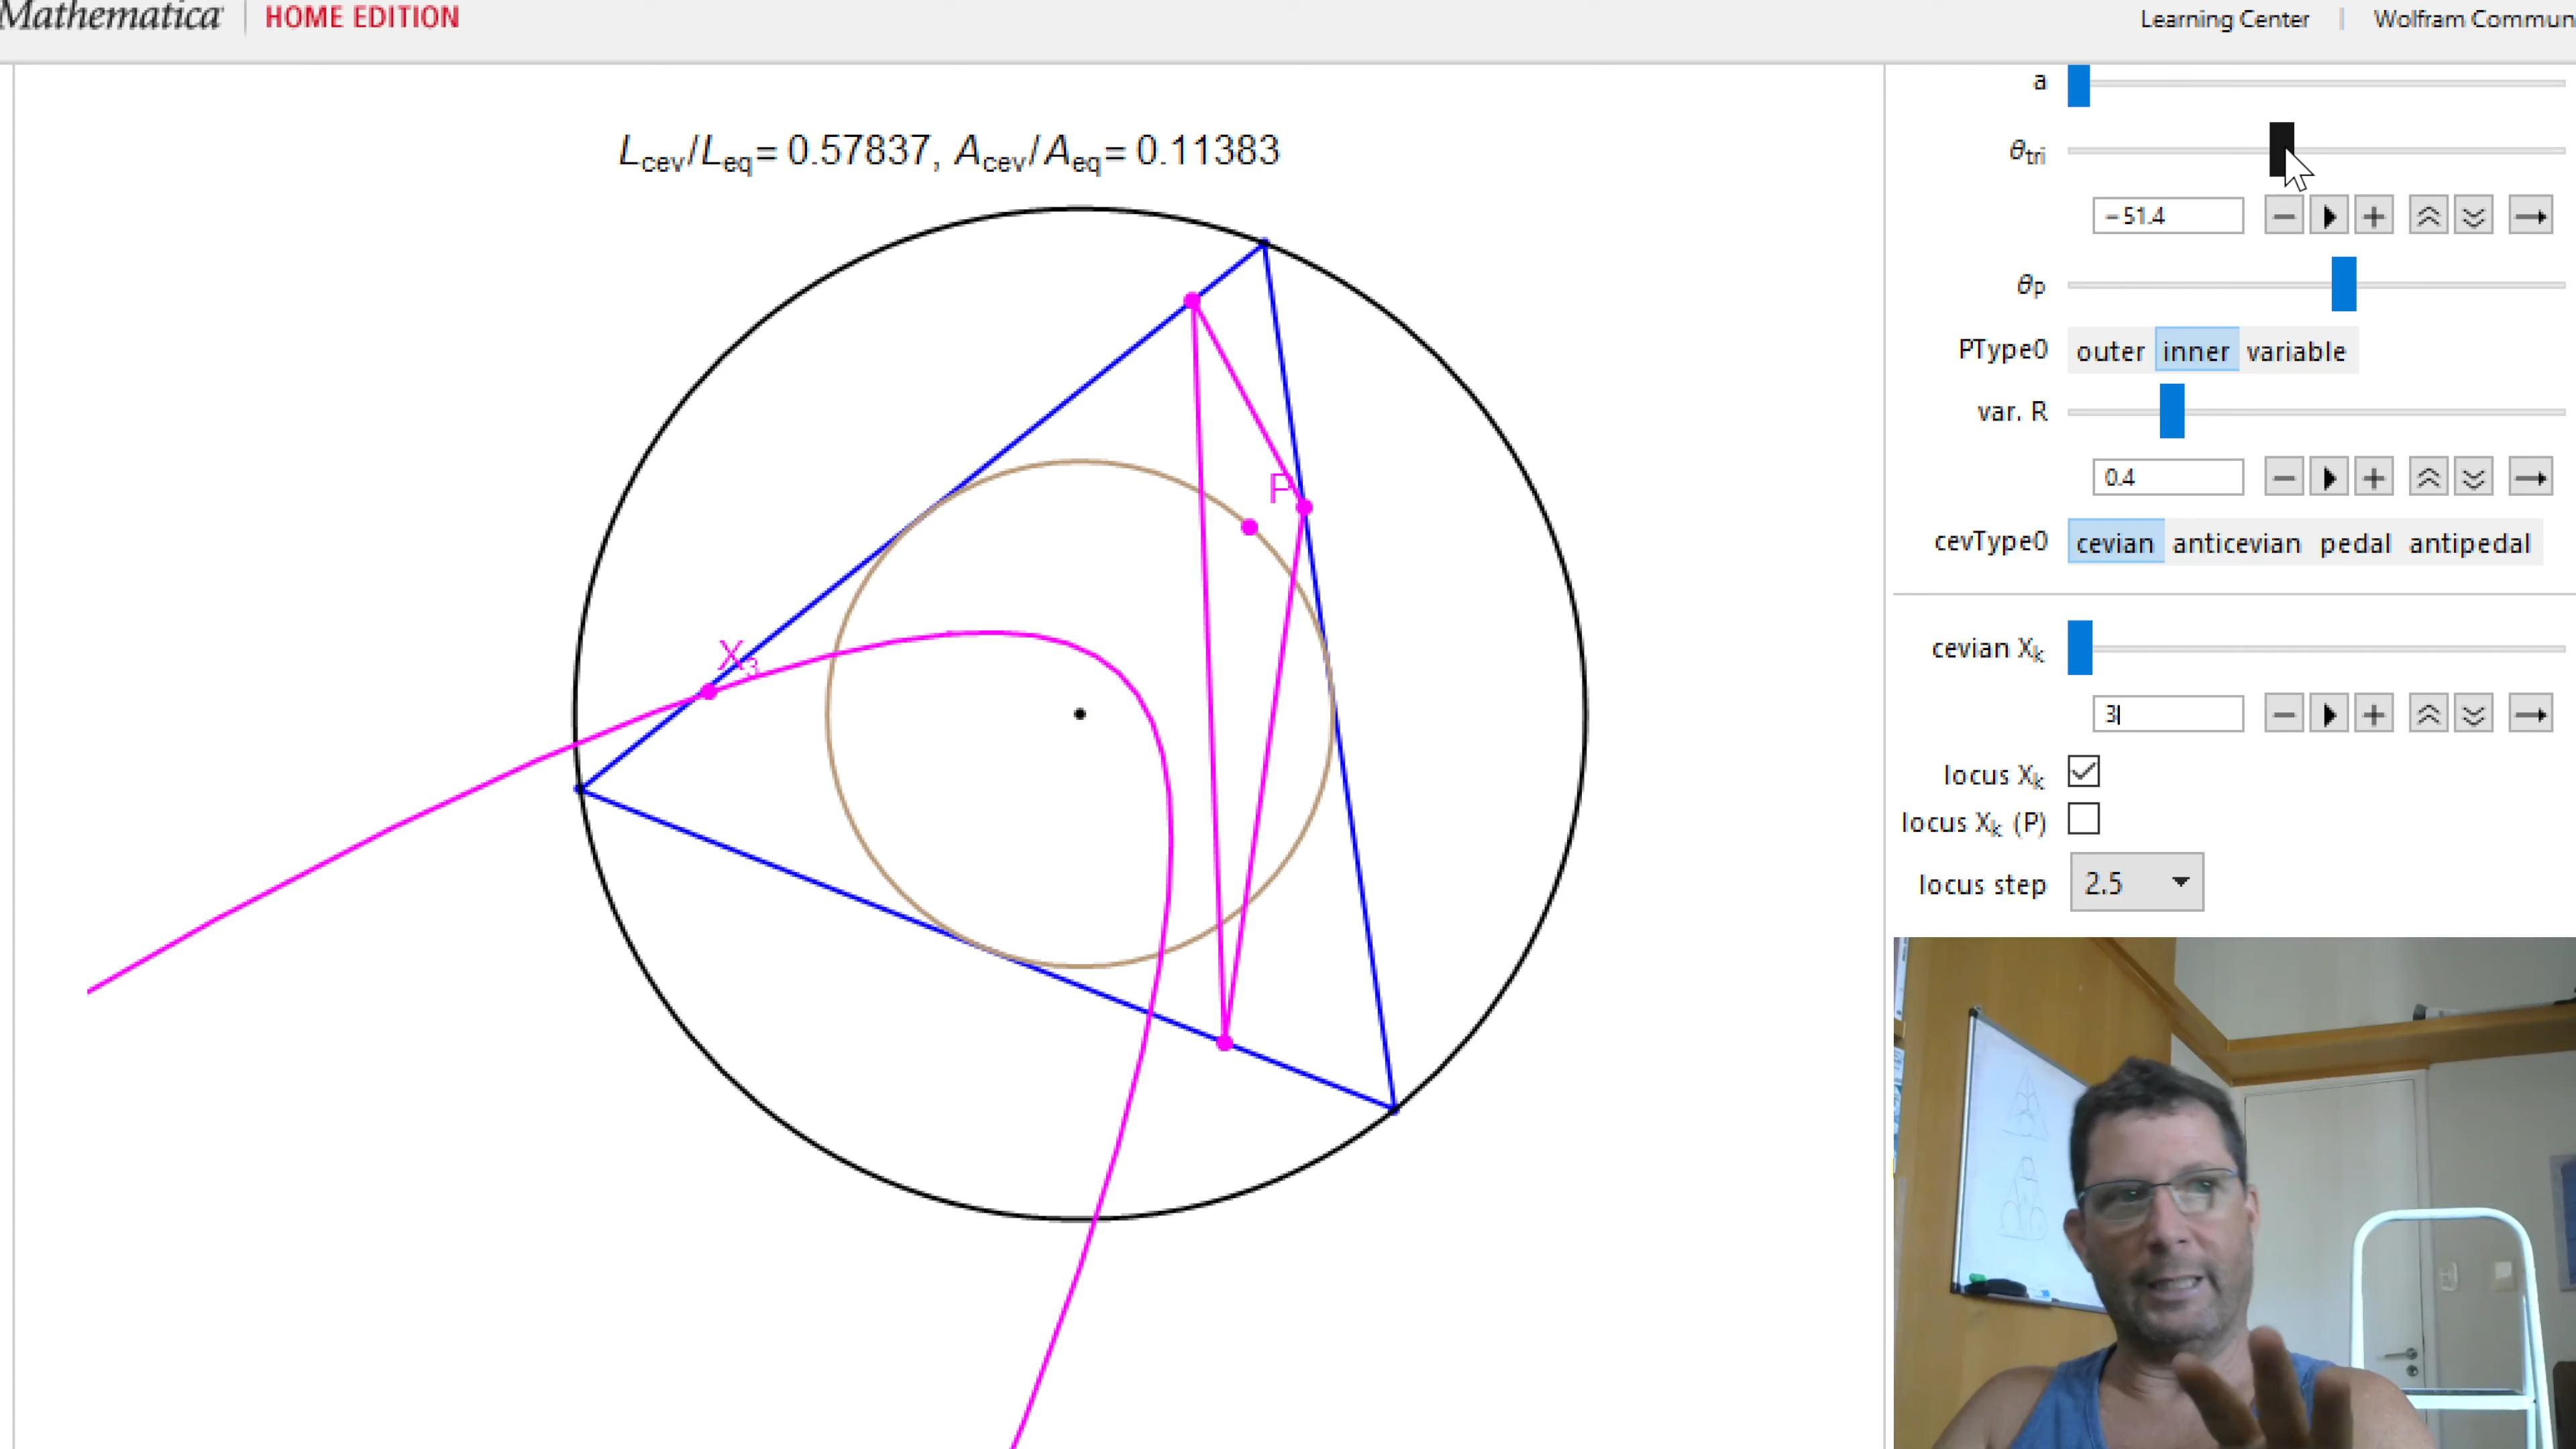 Mathematica | HOME EDITION
Learning Center | Wolfram Commun
L_cev/L_eq= 0.57837, A_cev/A_eq= 0.11383
P
X₃
a
θ_tri
-51.4
θ_p
PType0 outer inner variable
var. R
0.4
cevType0 cevian anticevian pedal antipedal
cevian X_k
3
locus X_k
locus X_k (P)
locus step 2.5